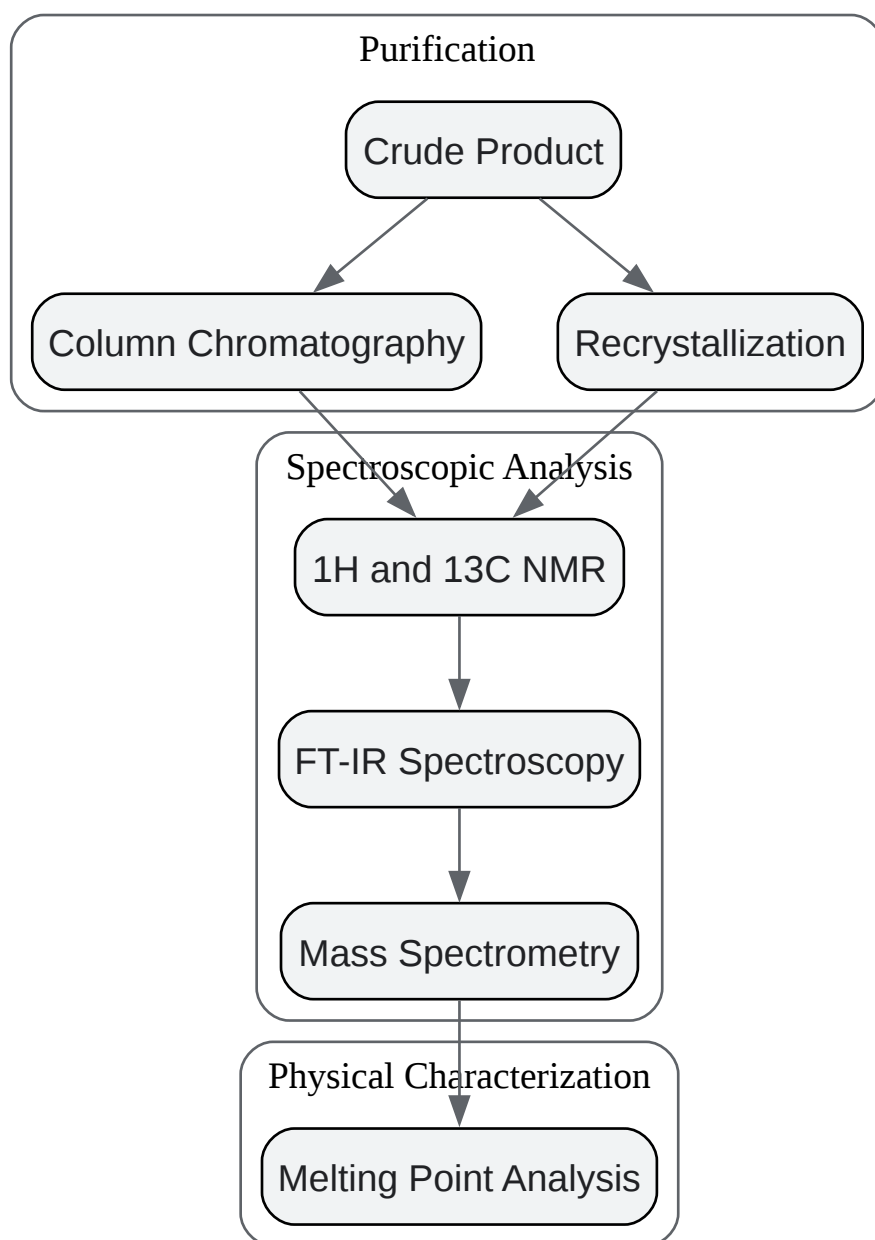 Purification
Crude Product
Column Chromatography
Recrystallization
Spectroscopic Analysis
1H and 13C NMR
FT-IR Spectroscopy
Mass Spectrometry
Physical Characterization
Melting Point Analysis